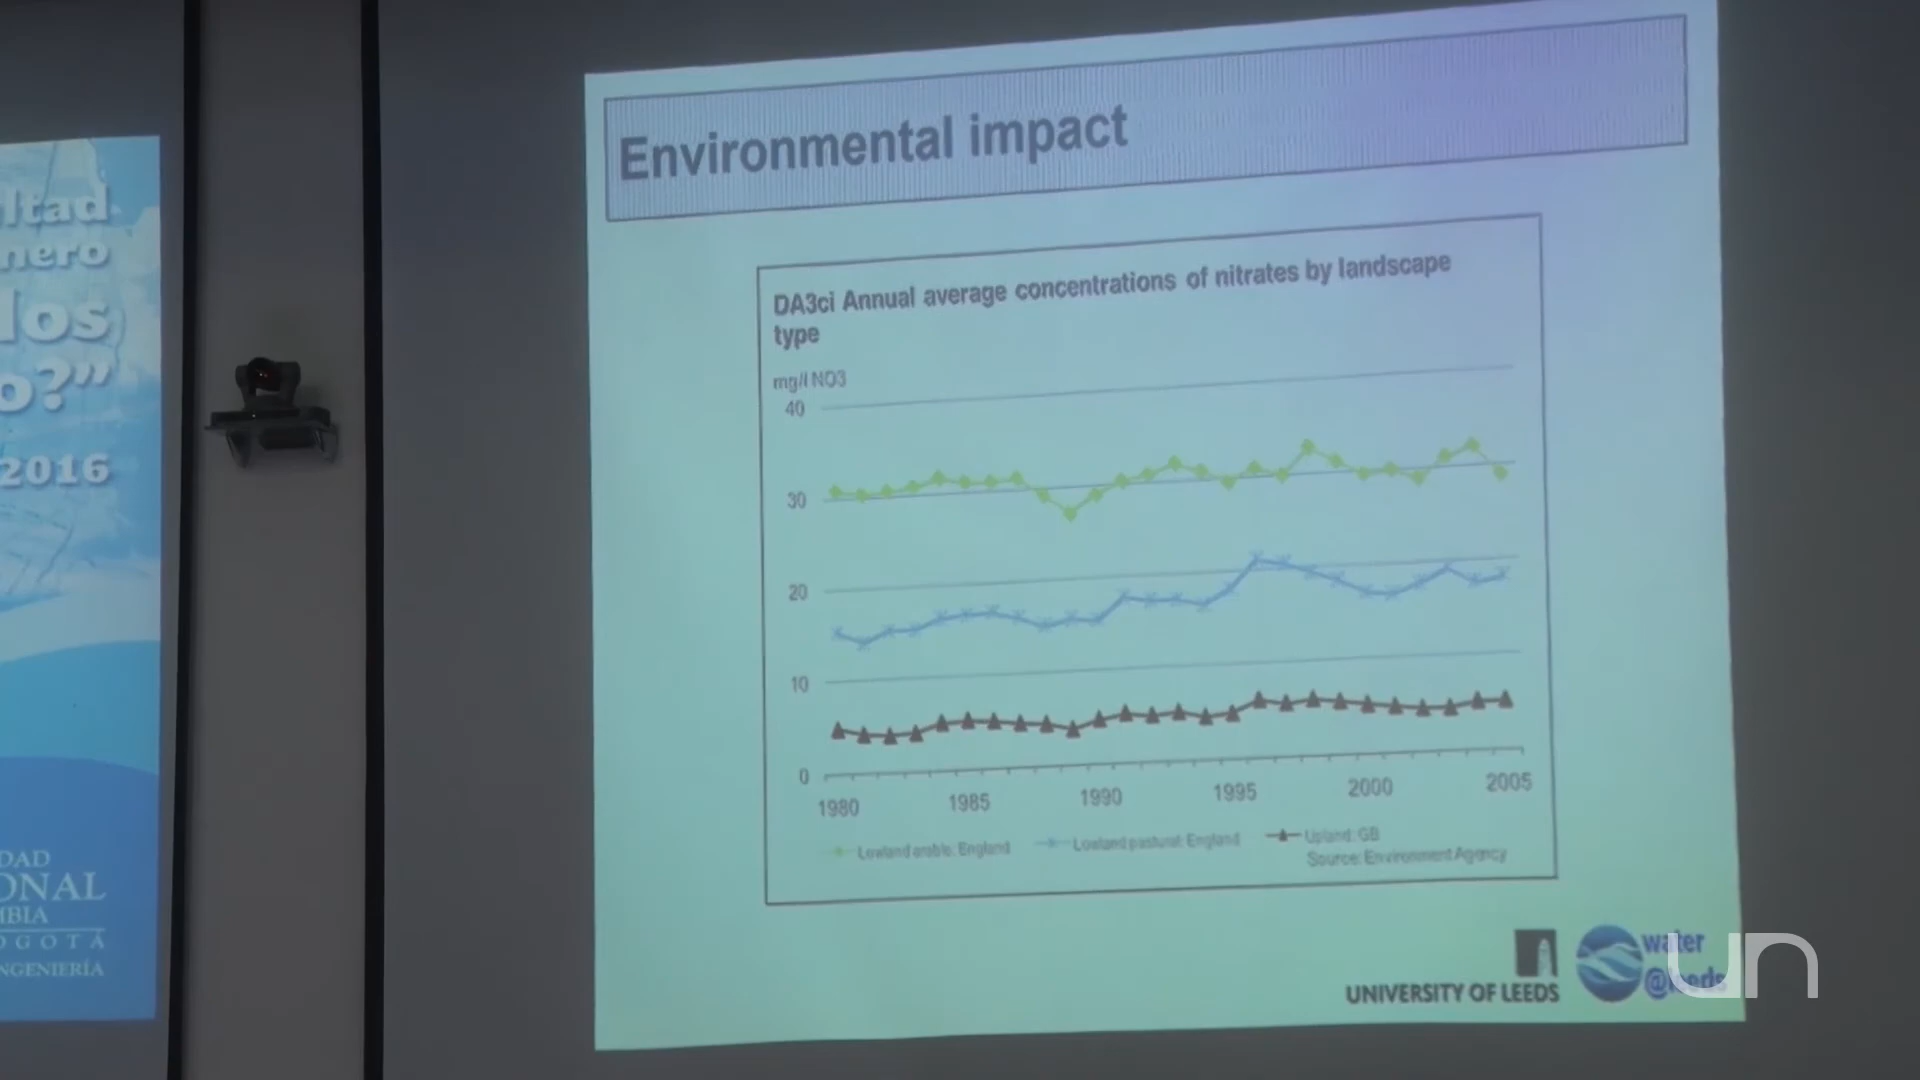 ltad
nero
los
o?”
2016
DAD
ONAL
MBIA
OGOTÁ
NGENIERÍA
Environmental impact
DA3ci Annual average concentrations of nitrates by landscape
type
mg/l NO3
40
30
20
10
0
1980 1985 1990 1995 2000 2005
Lowland arable: England Lowland pastural: England Upland: GB
Source: Environment Agency
UNIVERSITY OF LEEDS
water
@leeds
un